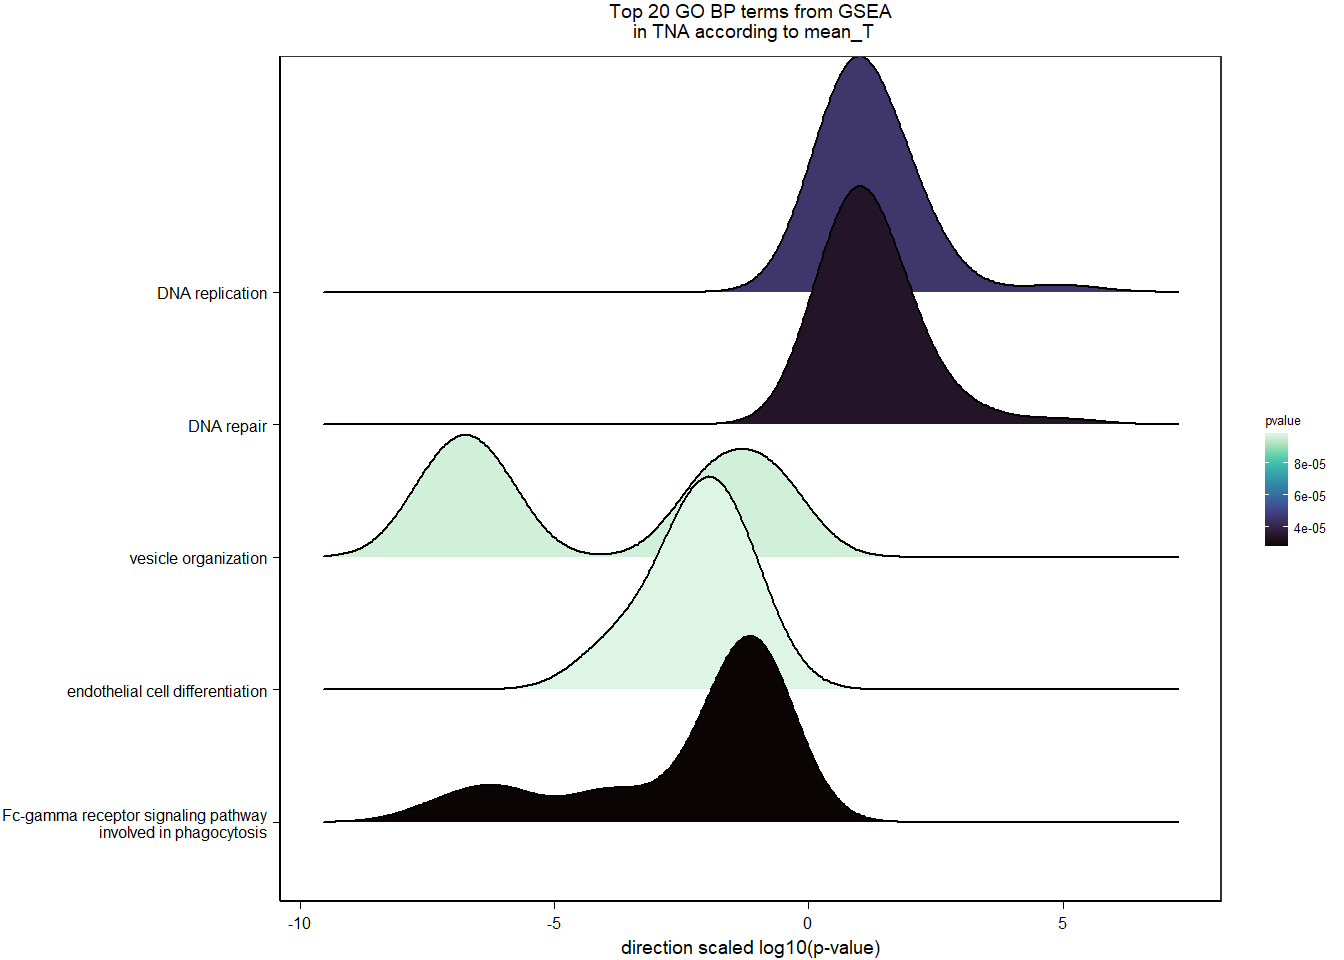 Top 20 GO BP terms from GSEA
in TNA according to mean_T
DNA replication
DNA repair
vesicle organization
endothelial cell differentiation
Fc-gamma receptor signaling pathway
involved in phagocytosis
-10
-5
0
5
direction scaled log10(p-value)
pvalue
8e-05
6e-05
4e-05